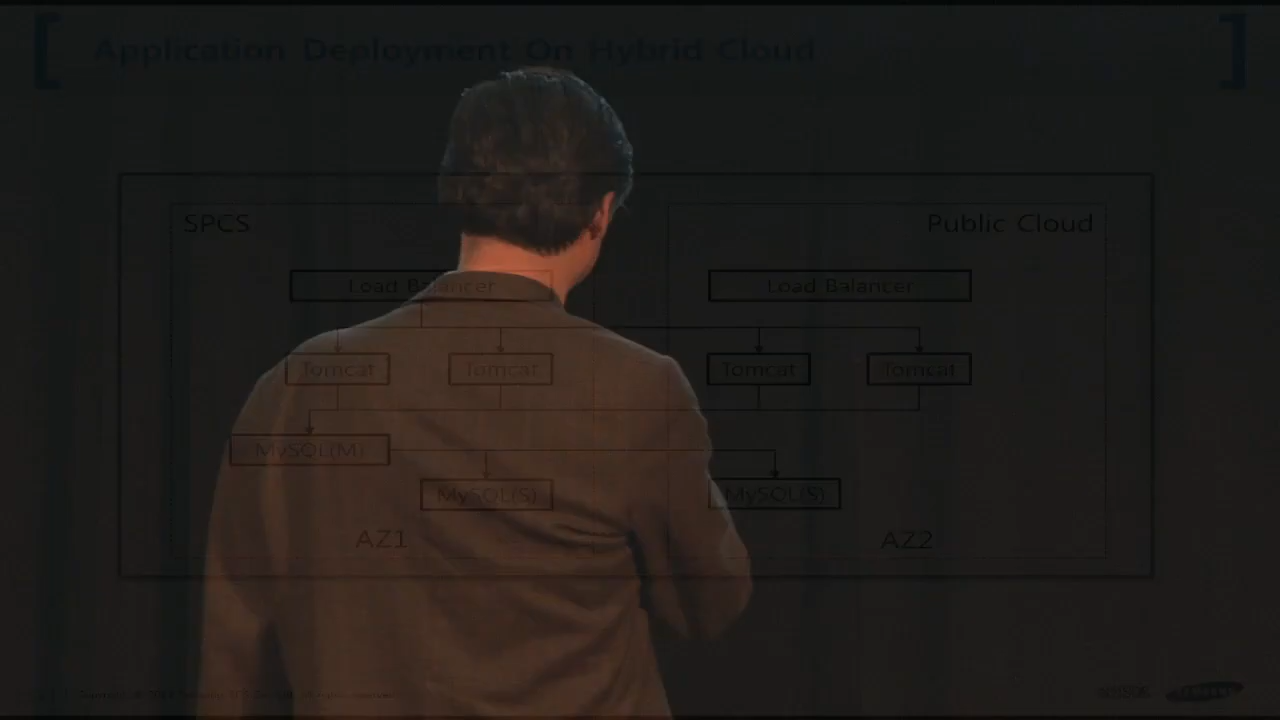 Application Deployment On Hybrid Cloud
SPCS
Public Cloud
Load Balancer
Load Balancer
Tomcat
Tomcat
Tomcat
Tomcat
MySQL(M)
MySQL(S)
MySQL(S)
AZ1
AZ2